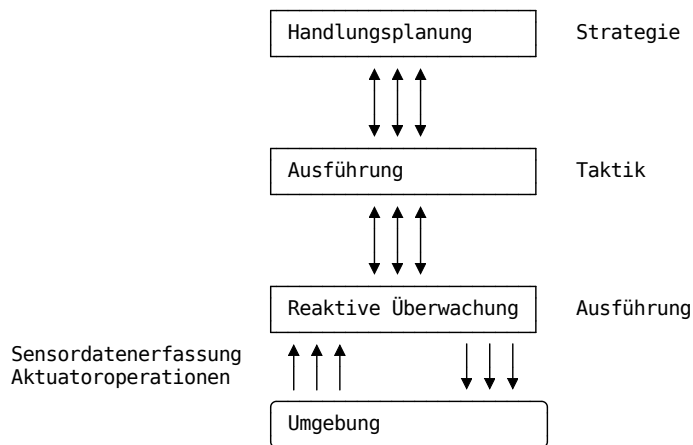 Handlungsplanung
Strategie
Ausführung
Taktik
Reaktive Überwachung
Ausführung
Sensordatenerfassung
Aktuatoroperationen
Umgebung